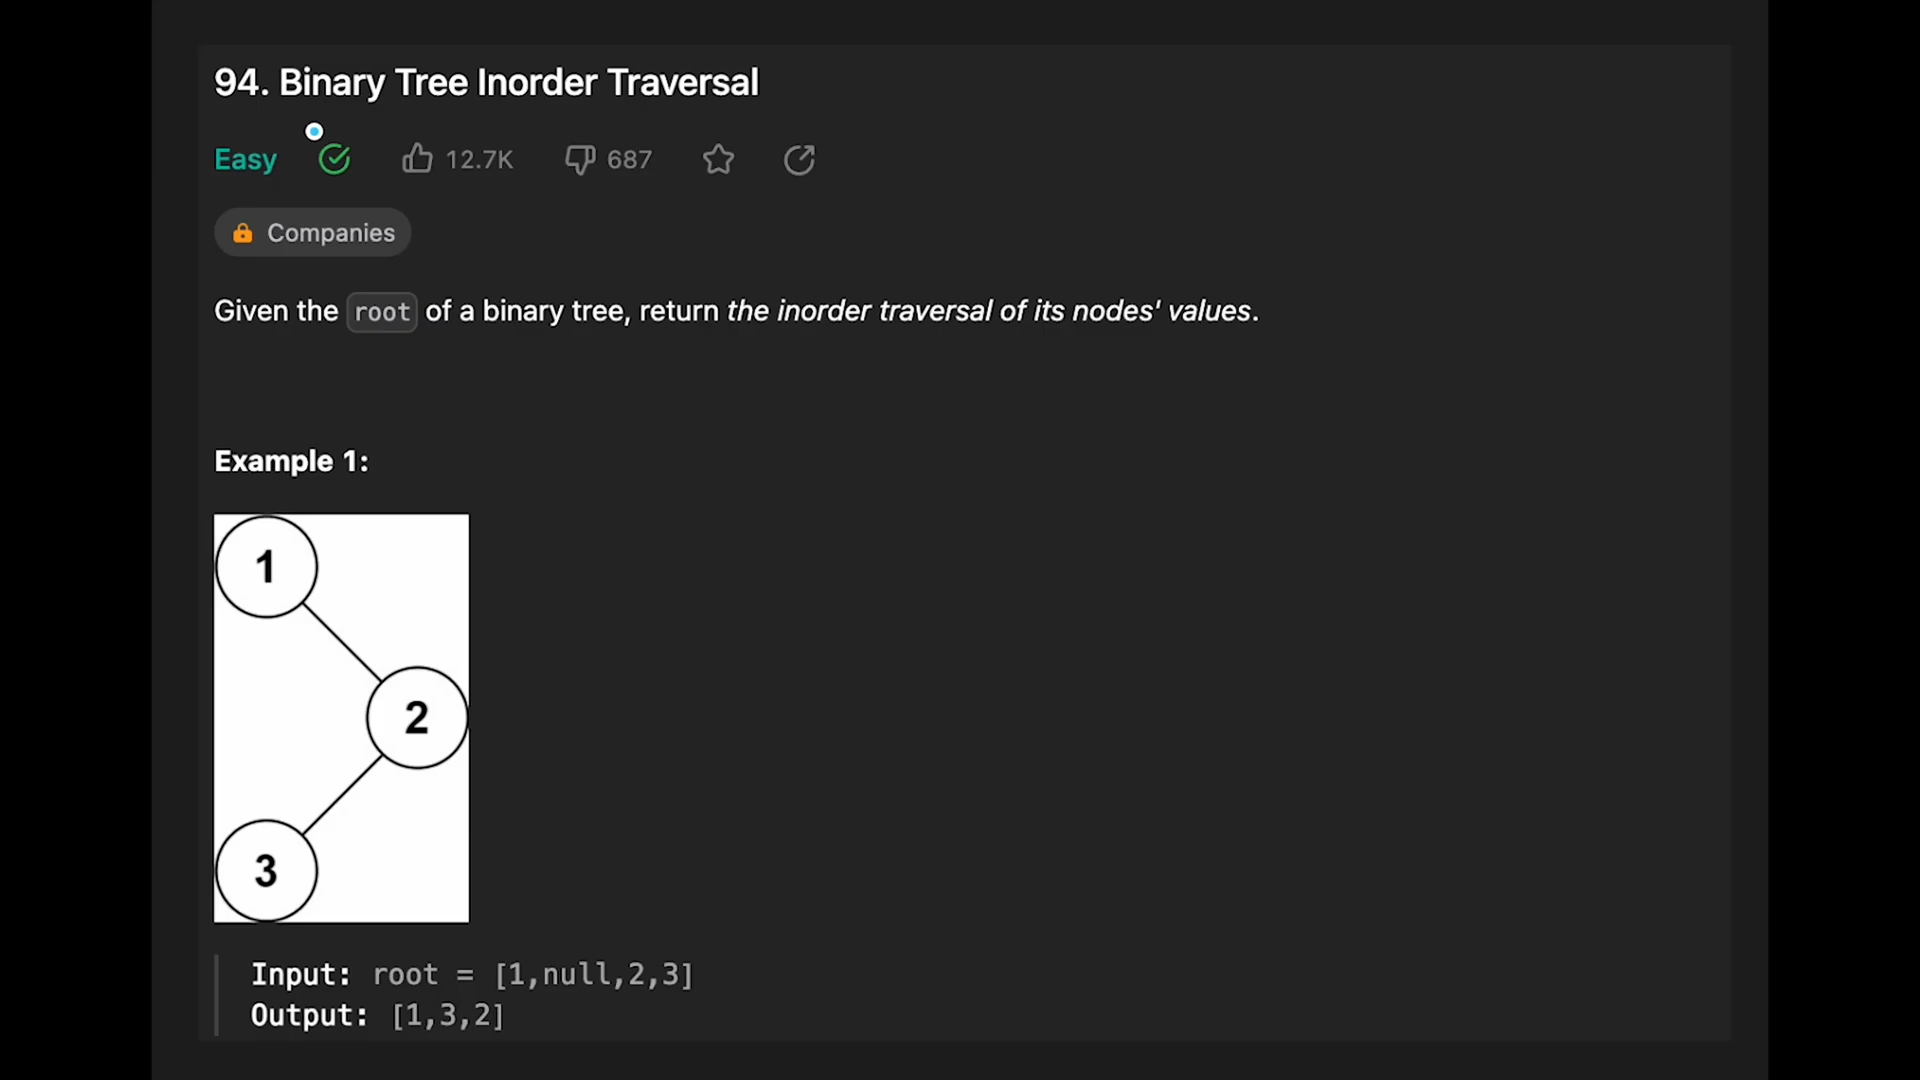 94. Binary Tree Inorder Traversal
Easy 12.7K 687
Companies
Given the root of a binary tree, return the inorder traversal of its nodes' values.
Example 1:
1
2
3
Input: root = [1,null,2,3]
Output: [1,3,2]